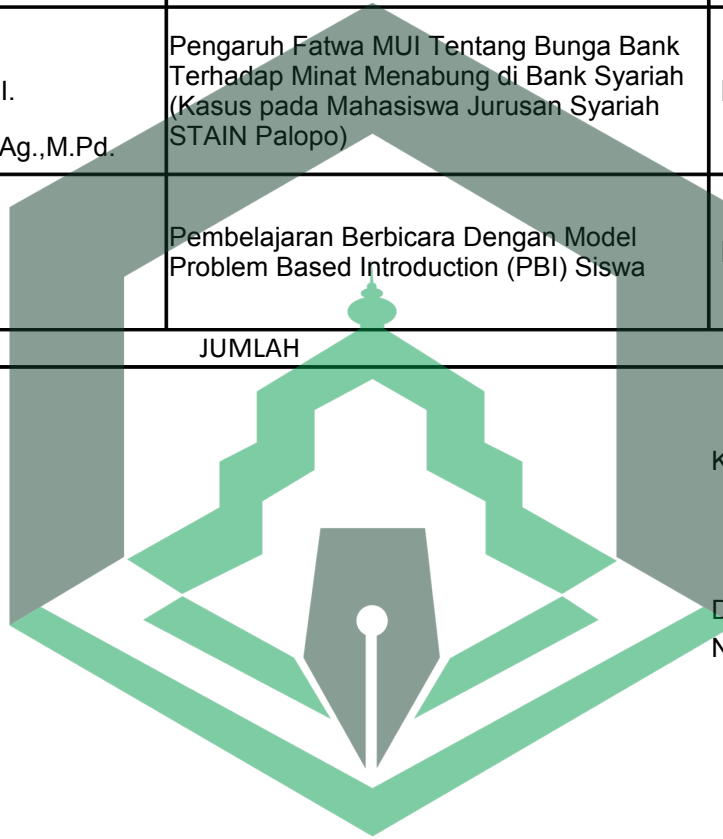 Pengaruh Fatwa MUI Tentang Bunga Bank
Terhadap Minat Menabung di Bank Syariah
I.
(Kasus pada Mahasiswa Jurusan Syariah
STAIN Palopo)
Ag.,M.Pd.
Pembelajaran Berbicara Dengan Model
Problem Based Introduction (PBI) Siswa
JUMLAH
K
D
N